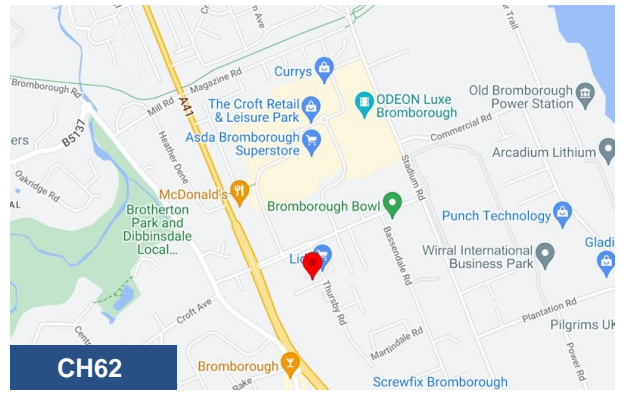 Currys
Magazine Rd
Bromborough Rd
Mill Rd
A41
The Croft Retail
& Leisure Park
ODEON Luxe
Bromborough
Old Bromborough
Power Station
B5137
Asda Bromborough
Superstore
Commercial Rd
Heather Dene
Arcadium Lithium
Oakridge Rd
Stadium Rd
McDonald's
Bromborough Bowl
Brotherton
Park and
Dibbinsdale
Local...
Punch Technology
Bassendale Rd
Wirral International
Business Park
Thursby Rd
Croft Ave
Plantation Rd
Martindale Rd
Power Rd
CH62
Bromborough
Screwfix Bromborough